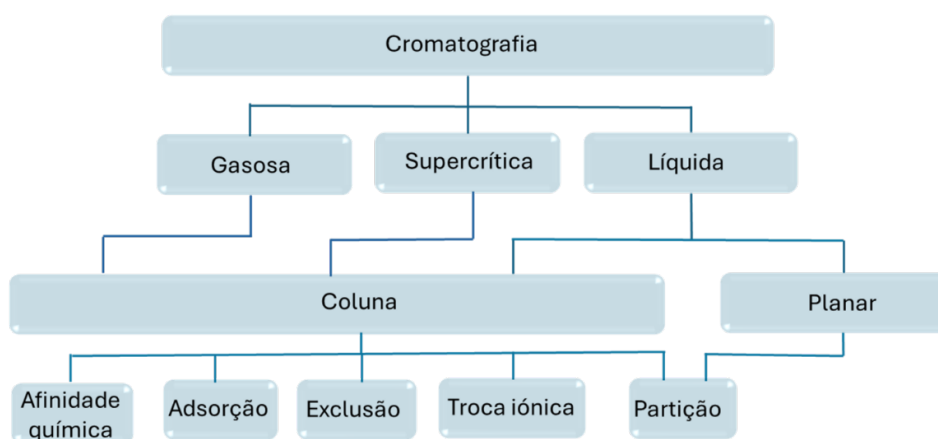 Cromatografia
Gasosa
Supercrítica
Líquida
Coluna
Planar
Afinidade
química
Adsorção
Exclusão
Troca iónica
Partição